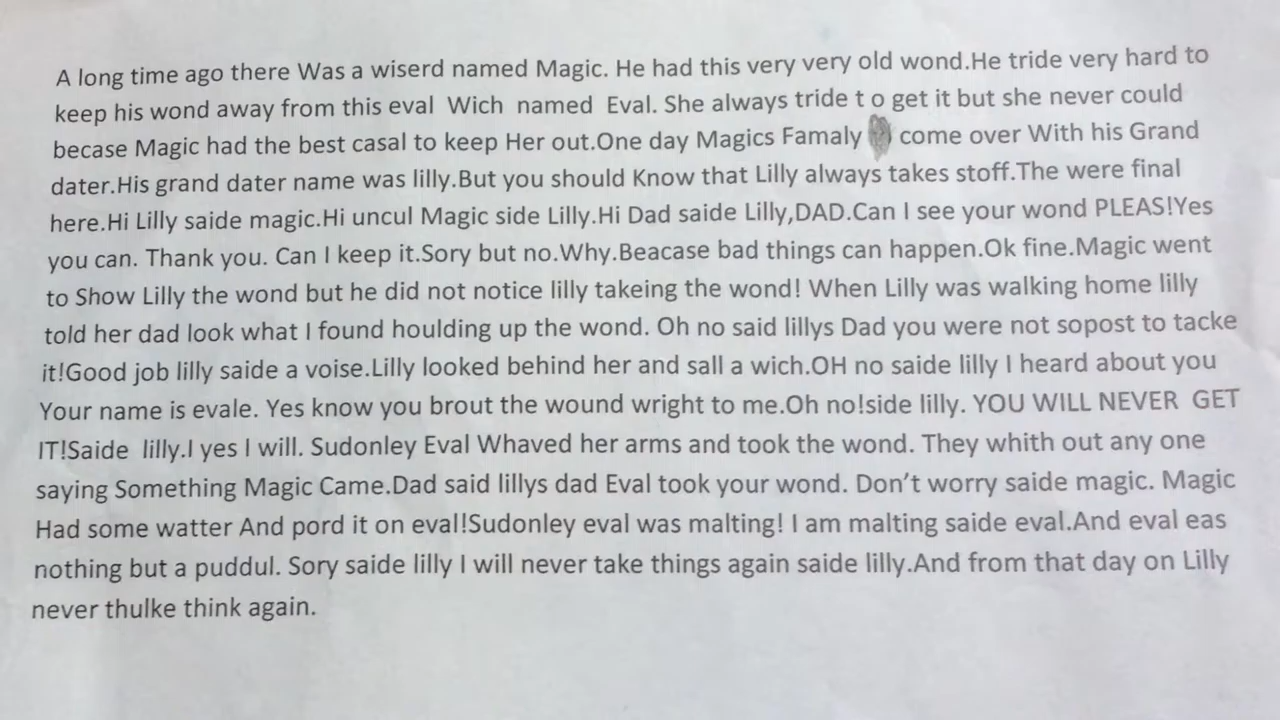 A long time ago there Was a wiserd named Magic. He had this very very old wond.He tride very hard to
keep his wond away from this eval  Wich  named  Eval. She always tride t o get it but she never could
becase Magic had the best casal to keep Her out.One day Magics Famaly come over With his Grand
dater.His grand dater name was lilly.But you should Know that Lilly always takes stoff.The were final
here.Hi Lilly saide magic.Hi uncul Magic side Lilly.Hi Dad saide Lilly,DAD.Can I see your wond PLEAS!Yes
you can. Thank you. Can I keep it.Sory but no.Why.Beacase bad things can happen.Ok fine.Magic went
to Show Lilly the wond but he did not notice lilly takeing the wond! When Lilly was walking home lilly
told her dad look what I found houlding up the wond. Oh no said lillys Dad you were not sopost to tacke
it!Good job lilly saide a voise.Lilly looked behind her and sall a wich.OH no saide lilly I heard about you
Your name is evale. Yes know you brout the wound wright to me.Oh no!side lilly. YOU WILL NEVER  GET
IT!Saide  lilly.I yes I will. Sudonley Eval Whaved her arms and took the wond. They whith out any one
saying Something Magic Came.Dad said lillys dad Eval took your wond. Don’t worry saide magic. Magic
Had some watter And pord it on eval!Sudonley eval was malting! I am malting saide eval.And eval eas
nothing but a puddul. Sory saide lilly I will never take things again saide lilly.And from that day on Lilly
never thulke think again.